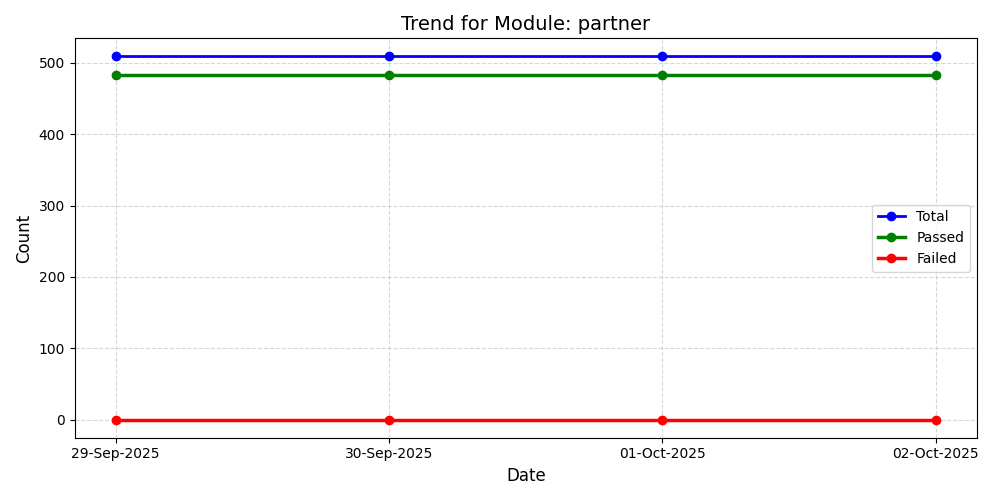 Trend for Module: partner
Count
500
400
300
200
100
0
Total
Passed
Failed
29-Sep-2025
30-Sep-2025
01-Oct-2025
02-Oct-2025
Date